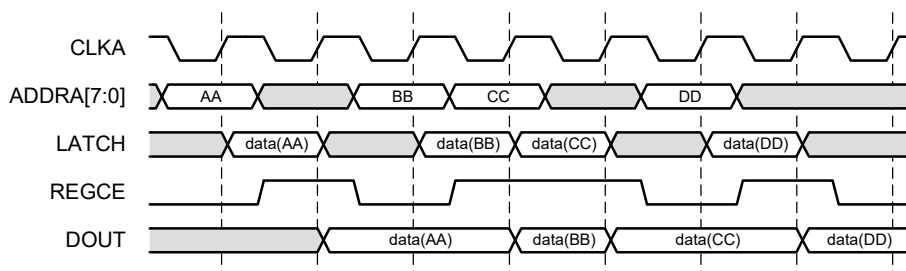 CLKA
ADDRA[7:0] AA BB CC DD
LATCH data(AA) data(BB) data(CC) data(DD)
REGCE
DOUT data(AA) data(BB) data(CC) data(DD)